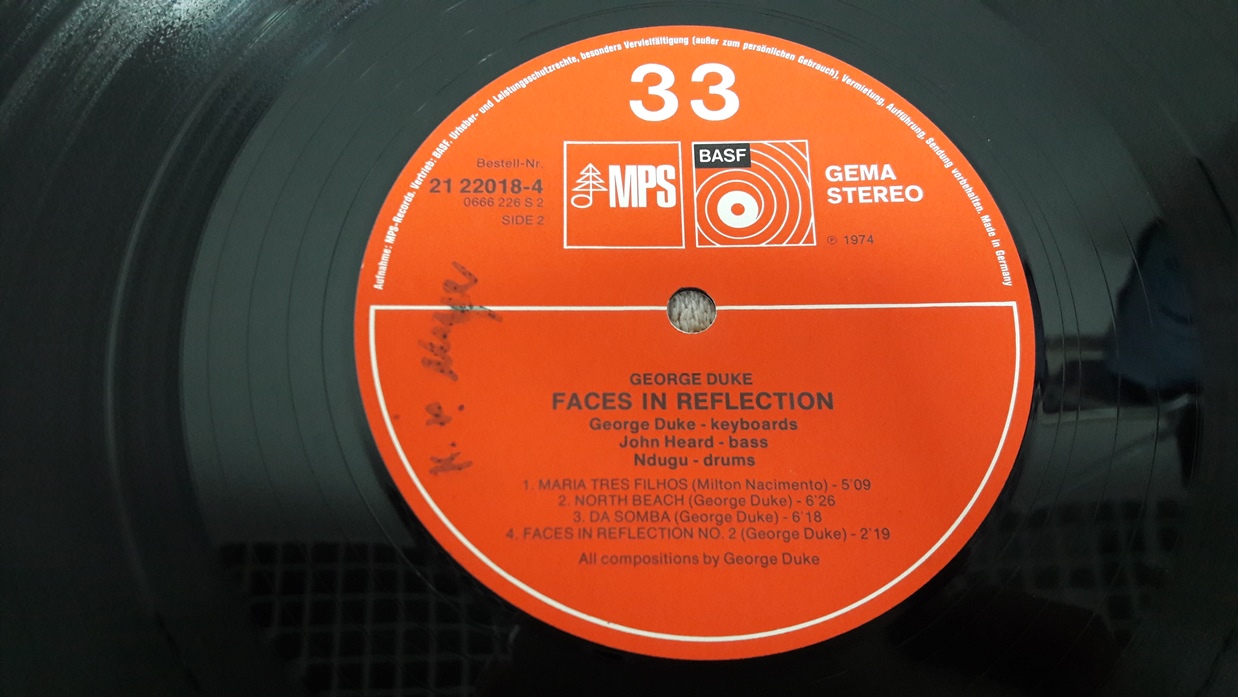 Aufnahme: MPS-Records. Vertrieb: BASF. Urheber- und Leistungsschutzrechte, besonders Vervielfältigung (außer zum persönlichen Gebrauch), Vermietung, Aufführung, Sendung vorbehalten. Made in Germany
33
Bestell-Nr.
21 22018-4
0666 226 S 2
SIDE 2
MPS
BASF
GEMA
STEREO
℗ 1974
GEORGE DUKE
FACES IN REFLECTION
George Duke - keyboards
John Heard - bass
Ndugu - drums
1. MARIA TRES FILHOS (Milton Nacimento) - 5'09
2. NORTH BEACH (George Duke) - 6'26
3. DA SOMBA (George Duke) - 6'18
4. FACES IN REFLECTION NO. 2 (George Duke) - 2'19
All compositions by George Duke